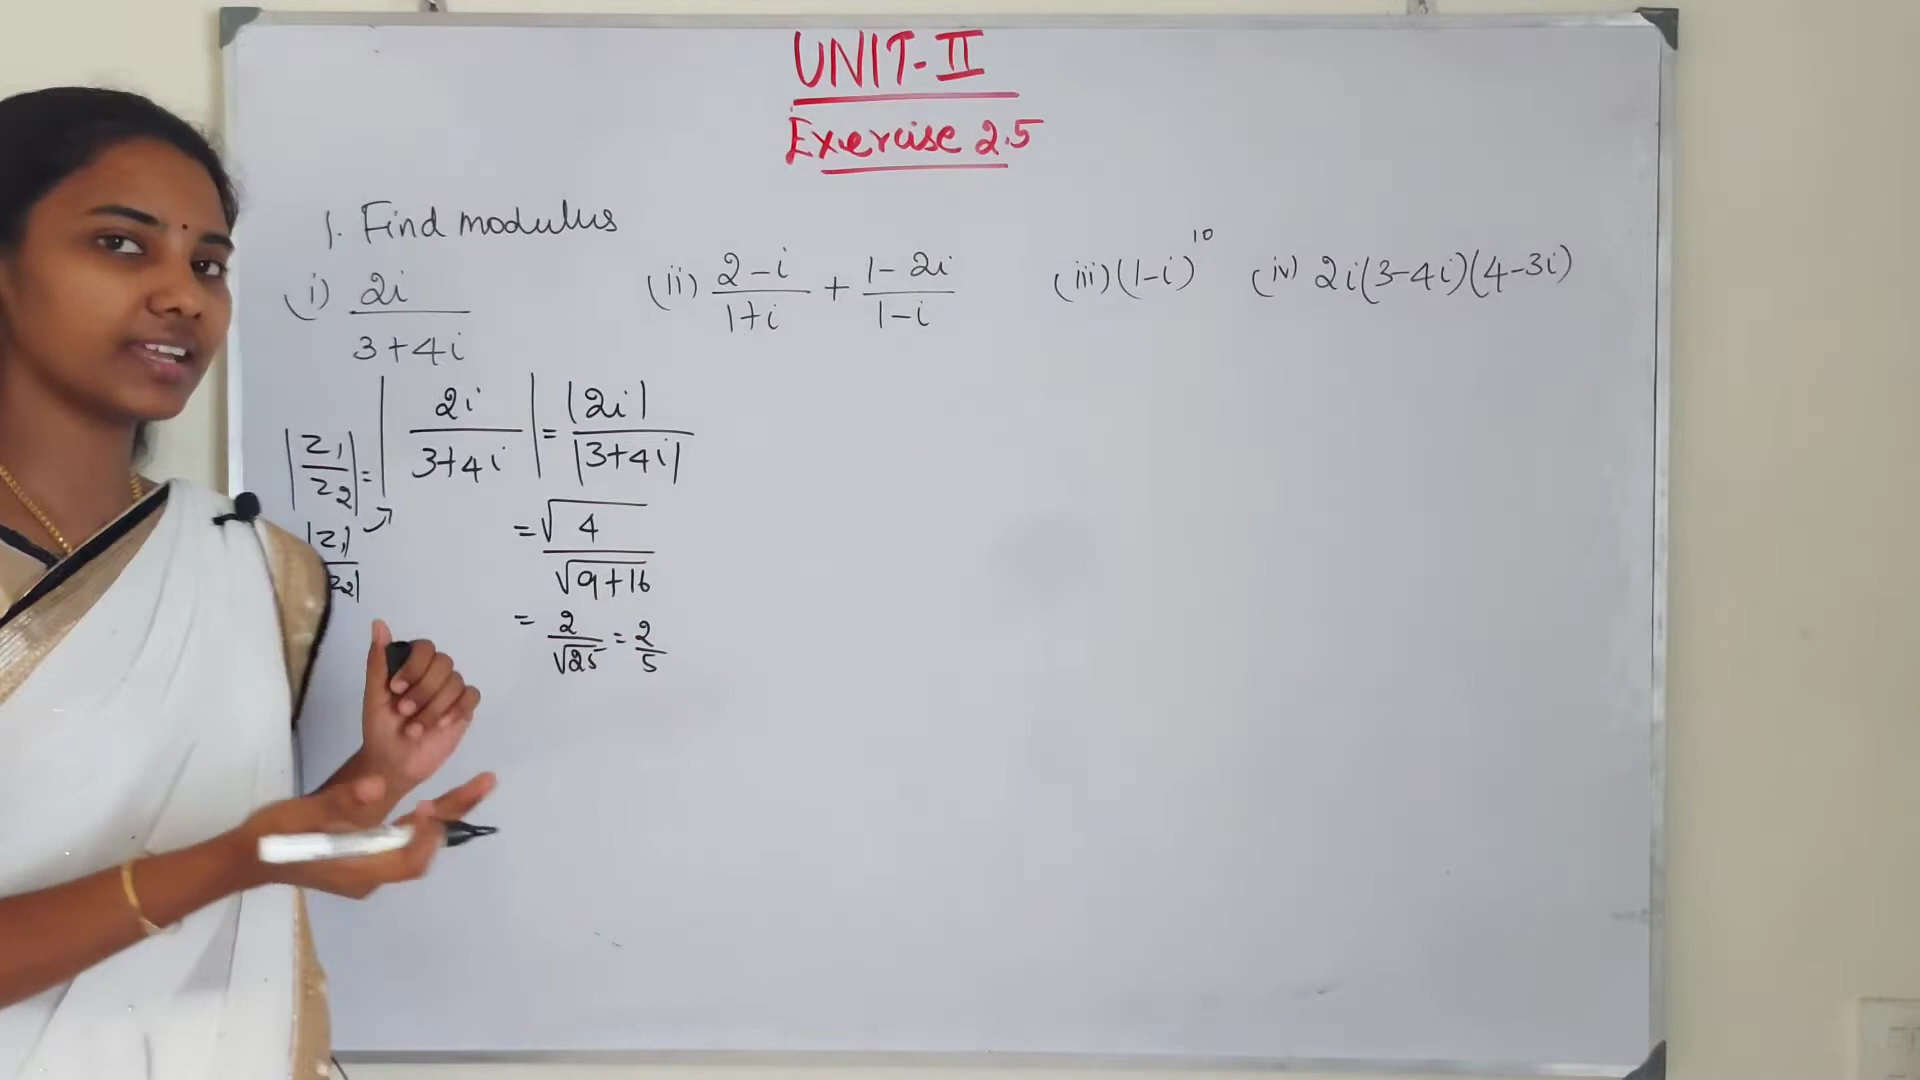 UNIT-II
Exercise 2.5
1. Find modulus
(i) 2i / 3+4i (ii) 2-i / 1+i + 1-2i / 1-i (iii) (1-i)^10 (iv) 2i(3-4i)(4-3i)
|z1 / z2| = |2i / 3+4i| = |2i| / |3+4i|
|z1| / z2|
= √4 / √9+16
= 2 / √25 = 2 / 5